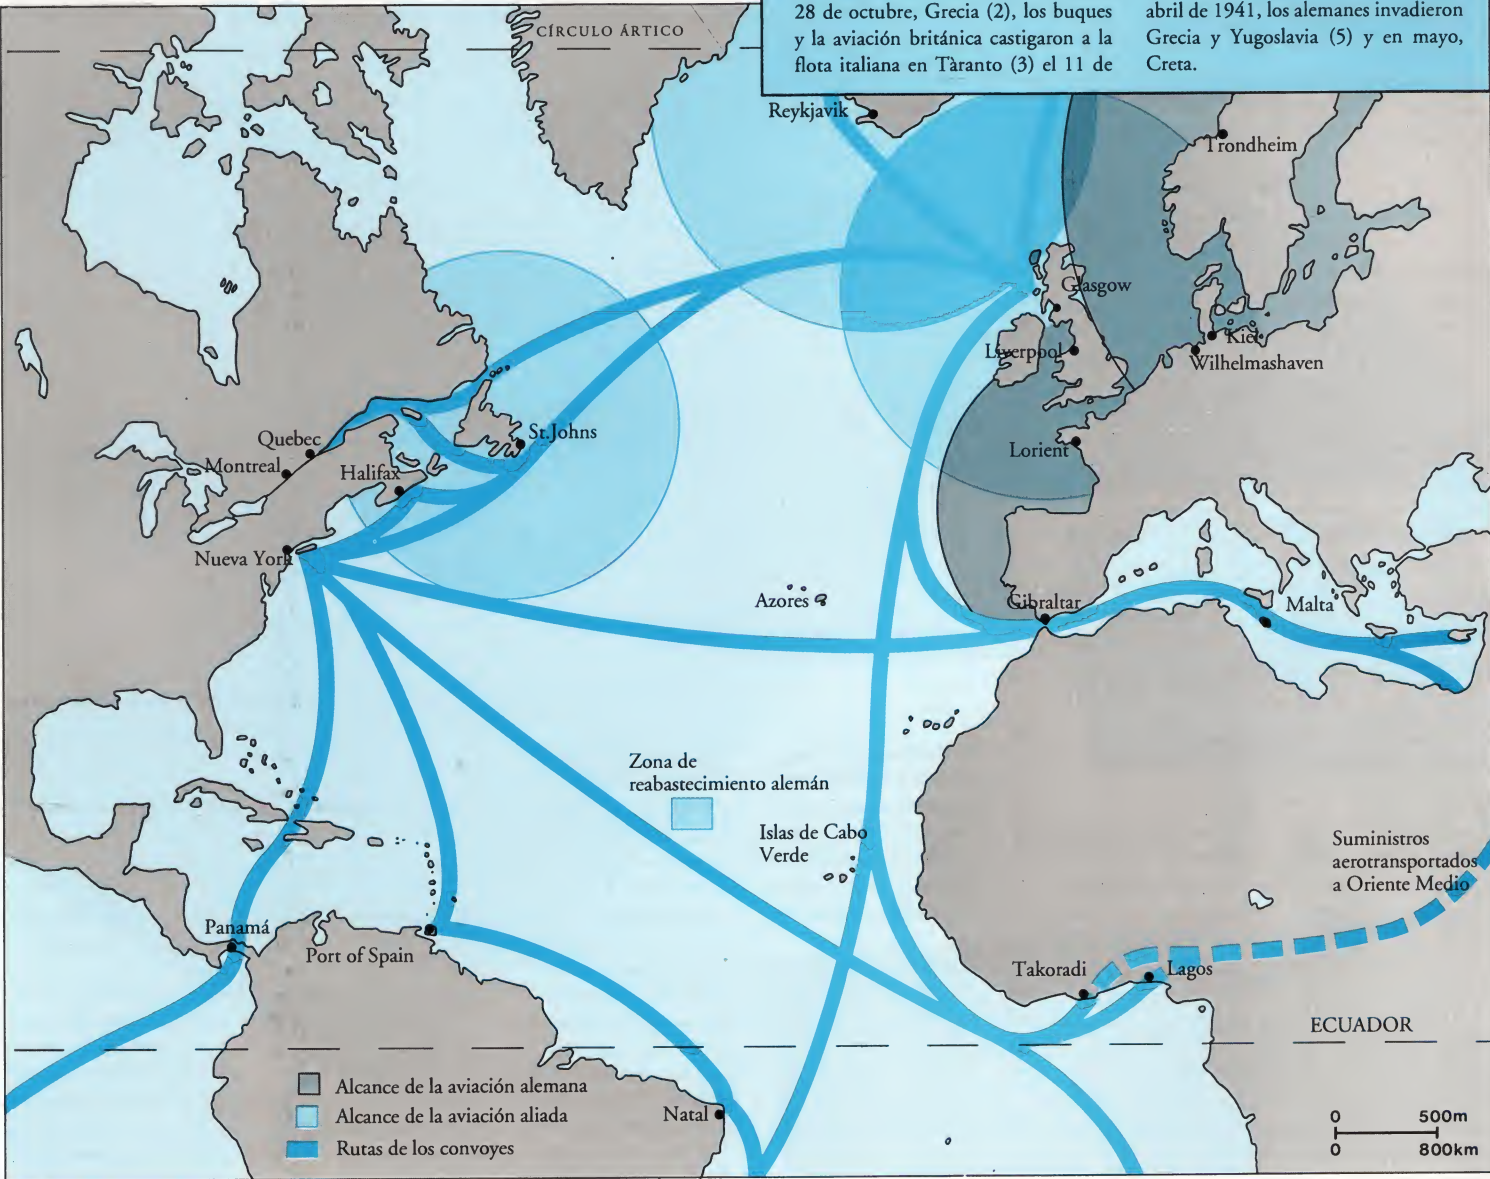 28 de octubre, Grecia (2), los buques
y la aviación británica castigaron a la
flota italiana en Tàranto (3) el 11 de
abril de 1941, los alemanes invadieron
Grecia y Yugoslavia (5) y en mayo,
Creta.
CÍRCULO ÁRTICO
Reykjavik
Trondheim
Glasgow
Liverpool
Kiel
Wilhelmashaven
Lorient
Quebec
St.Johns
Montreal
Halifax
Nueva York
Azores
Gibraltar
Malta
Zona de
reabastecimiento alemán
Islas de Cabo
Verde
Suministros
aerotransportados
a Oriente Medio
Panamá
Port of Spain
Takoradi
Lagos
ECUADOR
Natal
Alcance de la aviación alemana
Alcance de la aviación aliada
Rutas de los convoyes
0 500m
0 800km